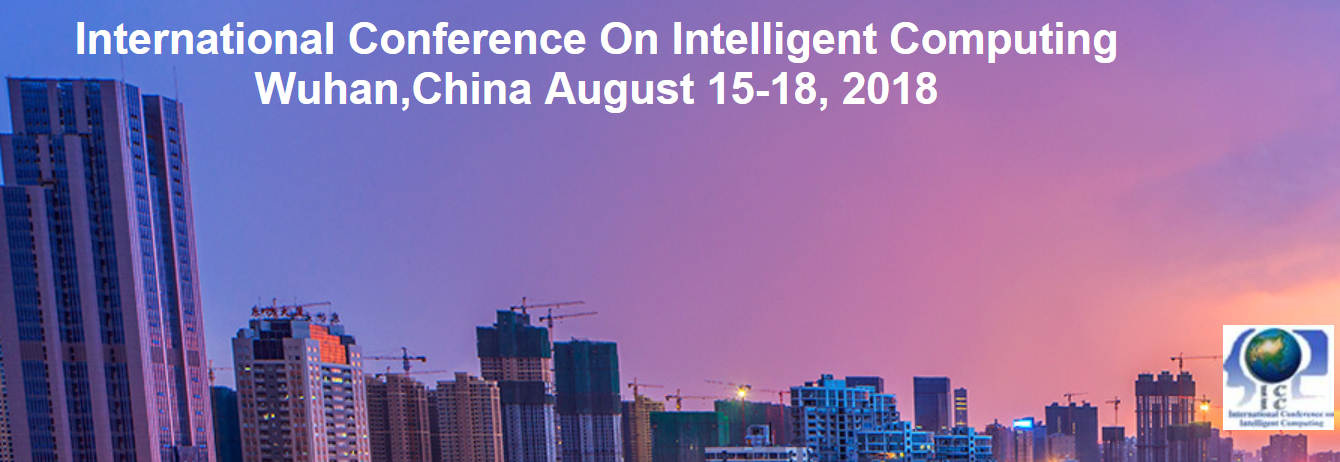 International Conference On Intelligent Computing
Wuhan,China August 15-18, 2018
I C
I C
International Conference on
Intelligent Computing